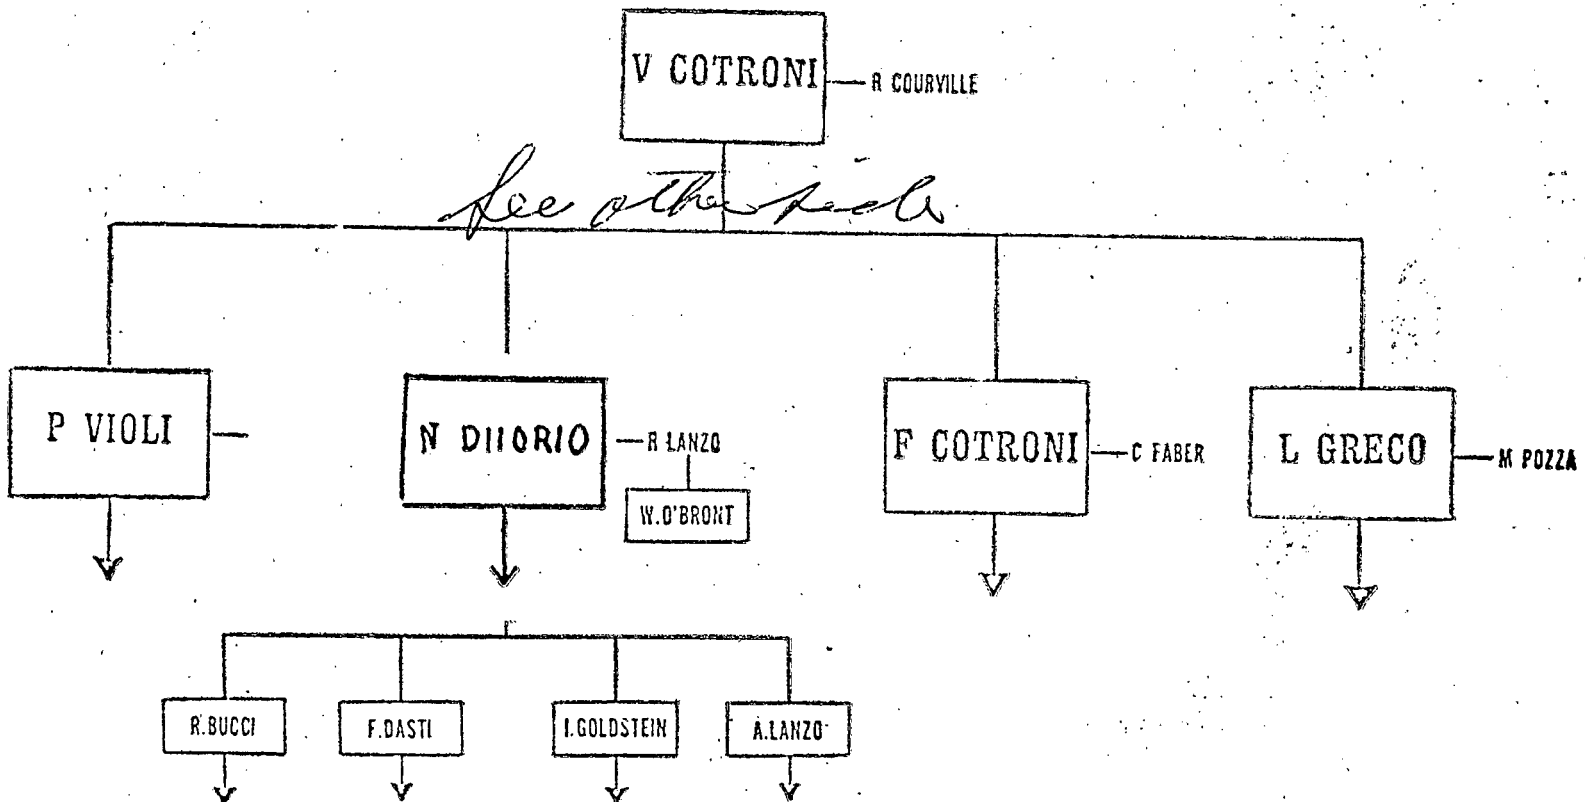 V COTRONI
R COURVILLE
See other side
P VIOLI
N DIIORIO
R LANZO
W.O'BRONT
F COTRONI
C FABER
L GRECO
M POZZA
R.BUCCI
F.DASTI
I.GOLDSTEIN
A.LANZO